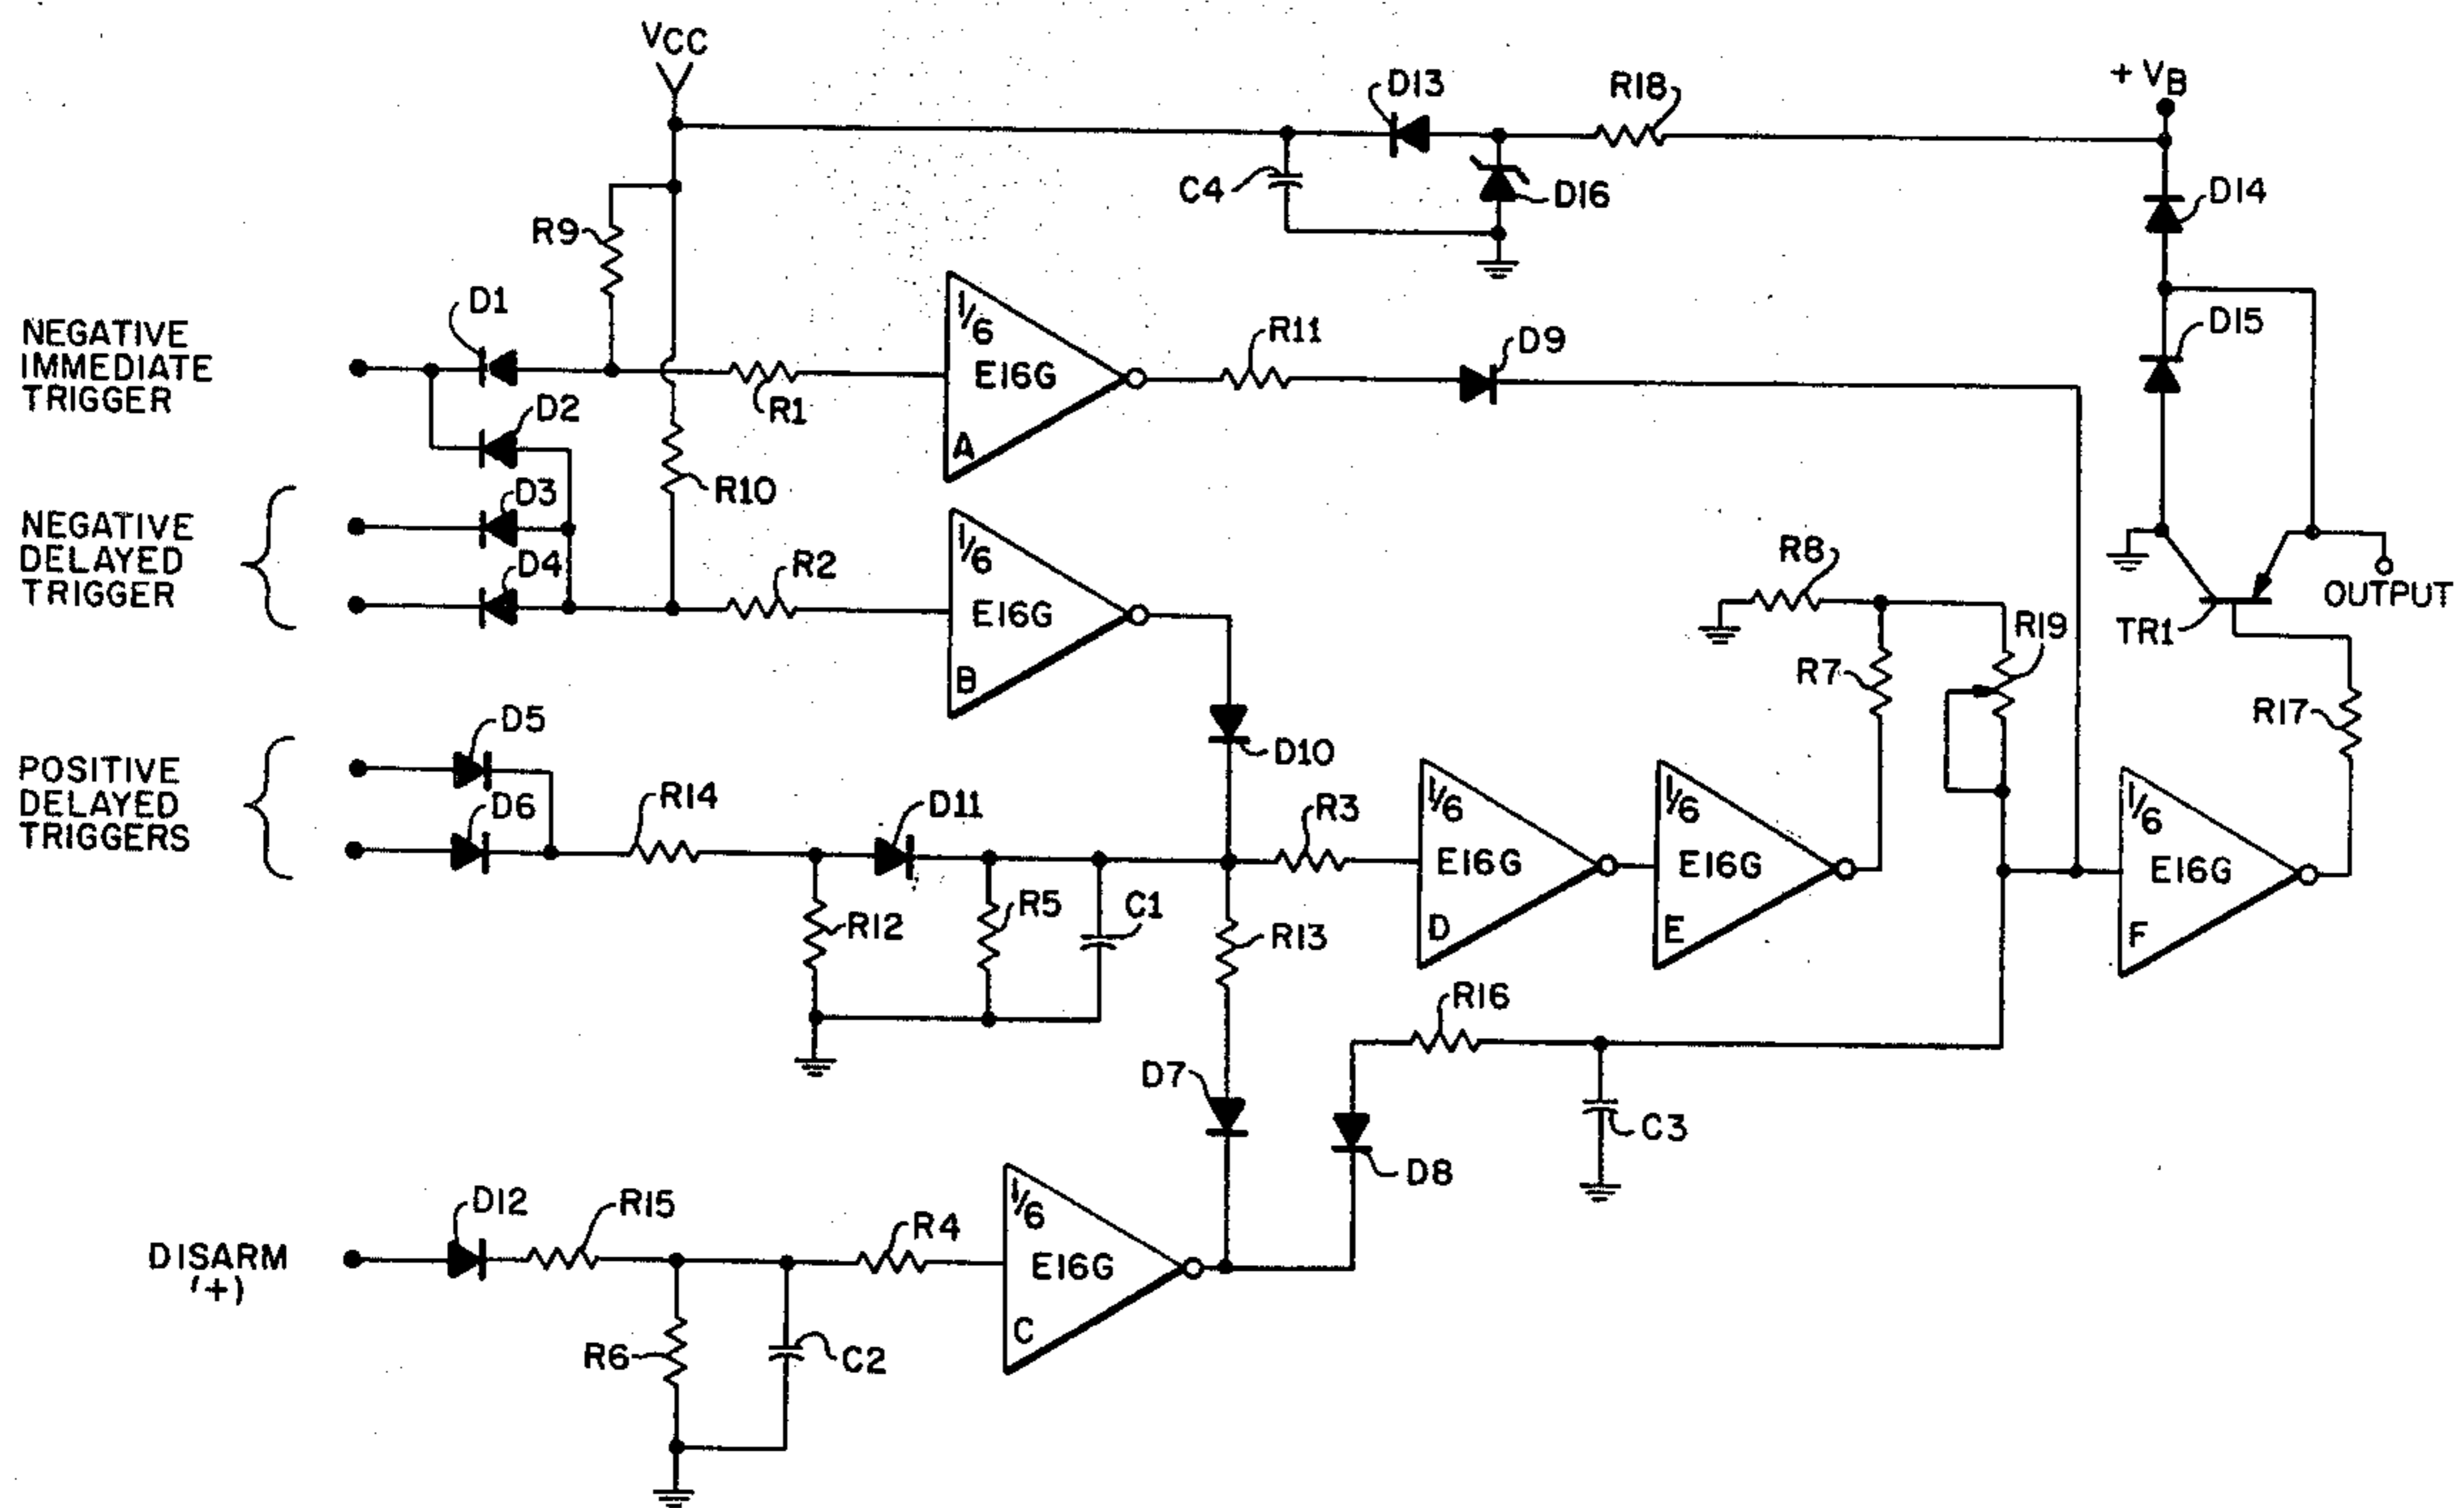 VCC
D13
R18
+ VB
C4
D16
D14
R9
D1
NEGATIVE
IMMEDIATE
TRIGGER
1/6
E16G
A
R1
R11
D9
D15
D2
D3
R10
NEGATIVE
DELAYED
TRIGGER
D4
R2
1/6
E16G
B
R8
R19
OUTPUT
TR1
R7
R17
D5
D10
POSITIVE
DELAYED
TRIGGERS
D6
R14
D11
R3
1/6
E16G
D
1/6
E16G
E
1/6
E16G
F
R12
R5
C1
R13
R16
D7
C3
D8
D12
R15
R4
1/6
E16G
C
DISARM
(+)
R6
C2